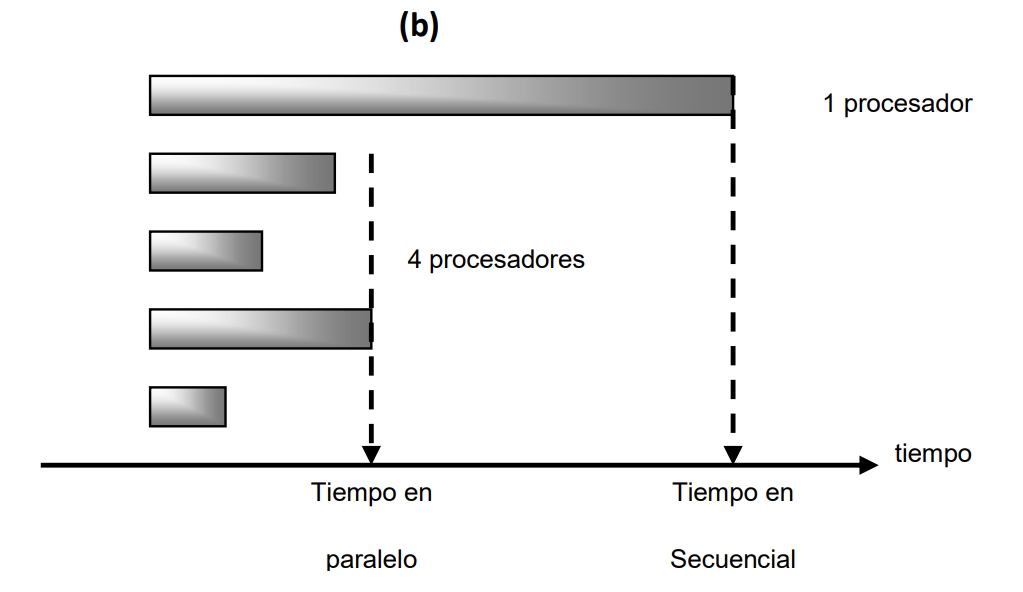 (b)
1 procesador
4 procesadores
tiempo
Tiempo en
paralelo
Tiempo en
Secuencial